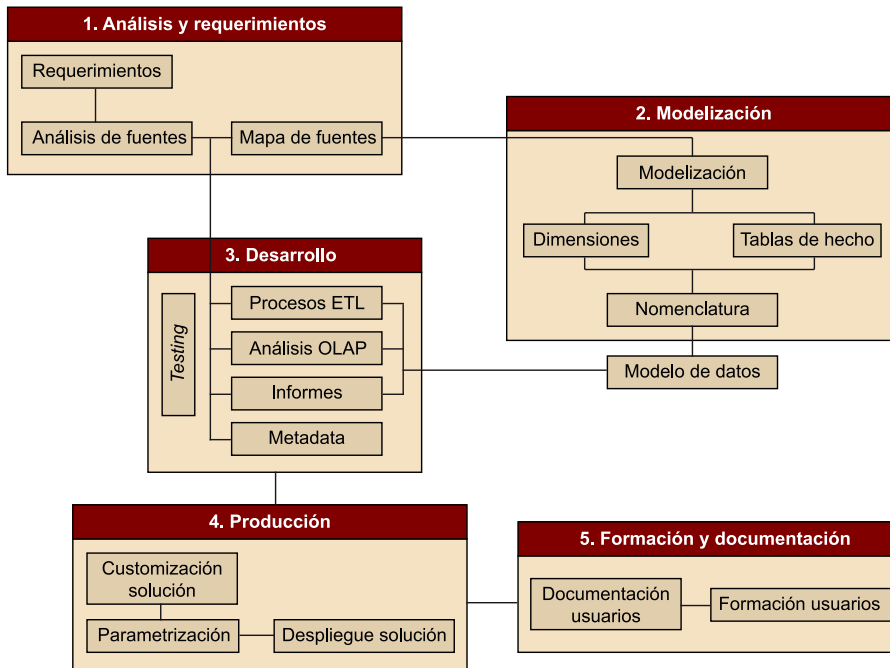 1. Análisis y requerimientos
Requerimientos
Análisis de fuentes
Mapa de fuentes
2. Modelización
Modelización
Dimensiones
Tablas de hecho
Nomenclatura
Modelo de datos
3. Desarrollo
Testing
Procesos ETL
Análisis OLAP
Informes
Metadata
4. Producción
Customización
solución
Parametrización
Despliegue solución
5. Formación y documentación
Documentación
usuarios
Formación usuarios